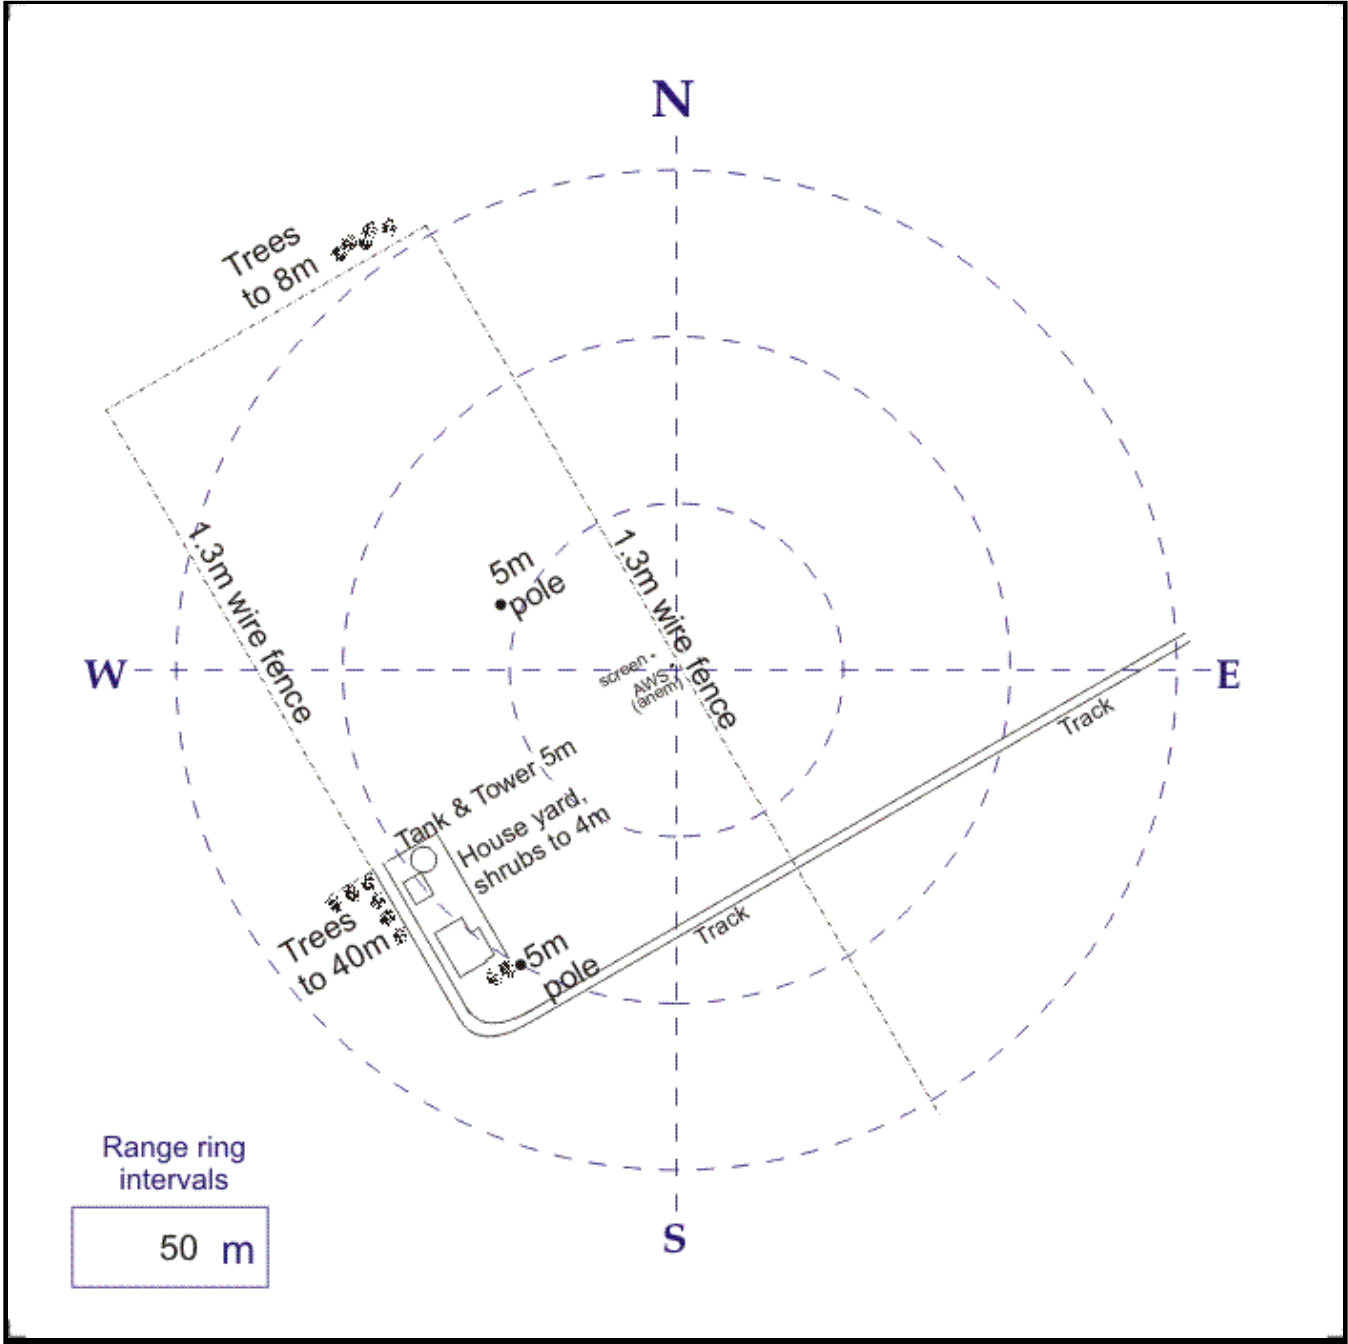 N
Trees
to 8m
1.3m wire fence
1.3m wire fence
5m
pole
W
screen
AWS
(anem)
E
Track
Tank & Tower 5m
House yard,
shrubs to 4m
Trees
to 40m
5m
pole
Track
Range ring
intervals
50 m
S